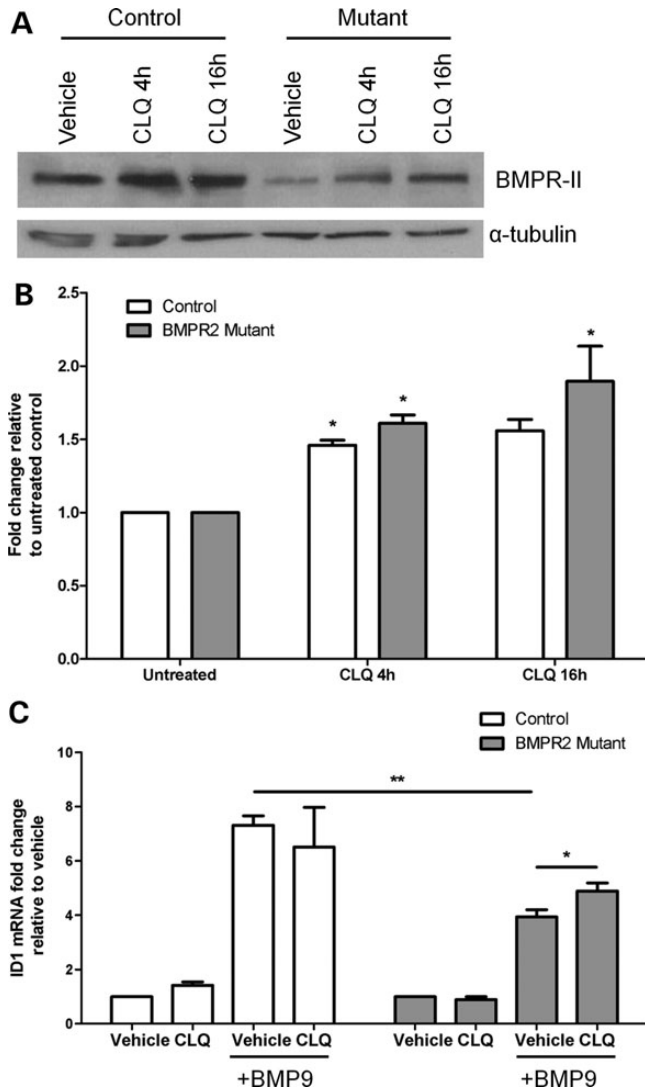 A
Control
Mutant
Vehicle
CLQ 4h
CLQ 16h
Vehicle
CLQ 4h
CLQ 16h
BMPR-II
α-tubulin
B
Fold change relative
to untreated control
2.5
2.0
1.5
1.0
0.5
0.0
Control
BMPR2 Mutant
*
*
*
Untreated
CLQ 4h
CLQ 16h
C
ID1 mRNA fold change
relative to vehicle
10
8
6
4
2
0
Control
BMPR2 Mutant
**
*
Vehicle CLQ Vehicle CLQ Vehicle CLQ Vehicle CLQ
+BMP9 +BMP9